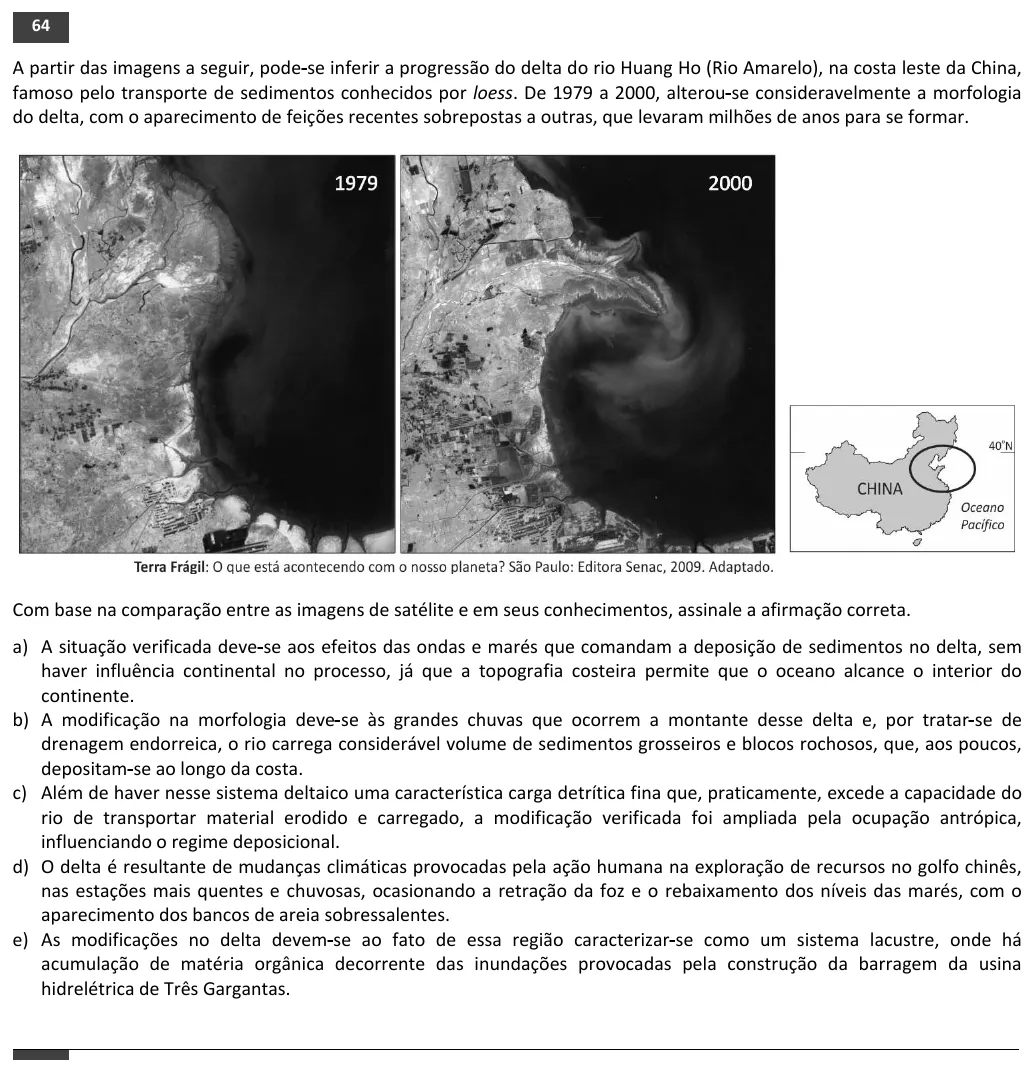 64
A partir das imagens a seguir, pode-se inferir a progressão do delta do rio Huang Ho (Rio Amarelo), na costa leste da China,
famoso pelo transporte de sedimentos conhecidos por loess. De 1979 a 2000, alterou-se consideravelmente a morfologia
do delta, com o aparecimento de feições recentes sobrepostas a outras, que levaram milhões de anos para se formar.
1979
2000
40°N
CHINA
Oceano
Pacífico
Terra Frágil: O que está acontecendo com o nosso planeta? São Paulo: Editora Senac, 2009. Adaptado.
Com base na comparação entre as imagens de satélite e em seus conhecimentos, assinale a afirmação correta.
a) A situação verificada deve-se aos efeitos das ondas e marés que comandam a deposição de sedimentos no delta, sem
haver influência continental no processo, já que a topografia costeira permite que o oceano alcance o interior do
continente.
b) A modificação na morfologia deve-se às grandes chuvas que ocorrem a montante desse delta e, por tratar-se de
drenagem endorreica, o rio carrega considerável volume de sedimentos grosseiros e blocos rochosos, que, aos poucos,
depositam-se ao longo da costa.
c) Além de haver nesse sistema deltaico uma característica carga detrítica fina que, praticamente, excede a capacidade do
rio de transportar material erodido e carregado, a modificação verificada foi ampliada pela ocupação antrópica,
influenciando o regime deposicional.
d) O delta é resultante de mudanças climáticas provocadas pela ação humana na exploração de recursos no golfo chinês,
nas estações mais quentes e chuvosas, ocasionando a retração da foz e o rebaixamento dos níveis das marés, com o
aparecimento dos bancos de areia sobressalentes.
e) As modificações no delta devem-se ao fato de essa região caracterizar-se como um sistema lacustre, onde há
acumulação de matéria orgânica decorrente das inundações provocadas pela construção da barragem da usina
hidrelétrica de Três Gargantas.